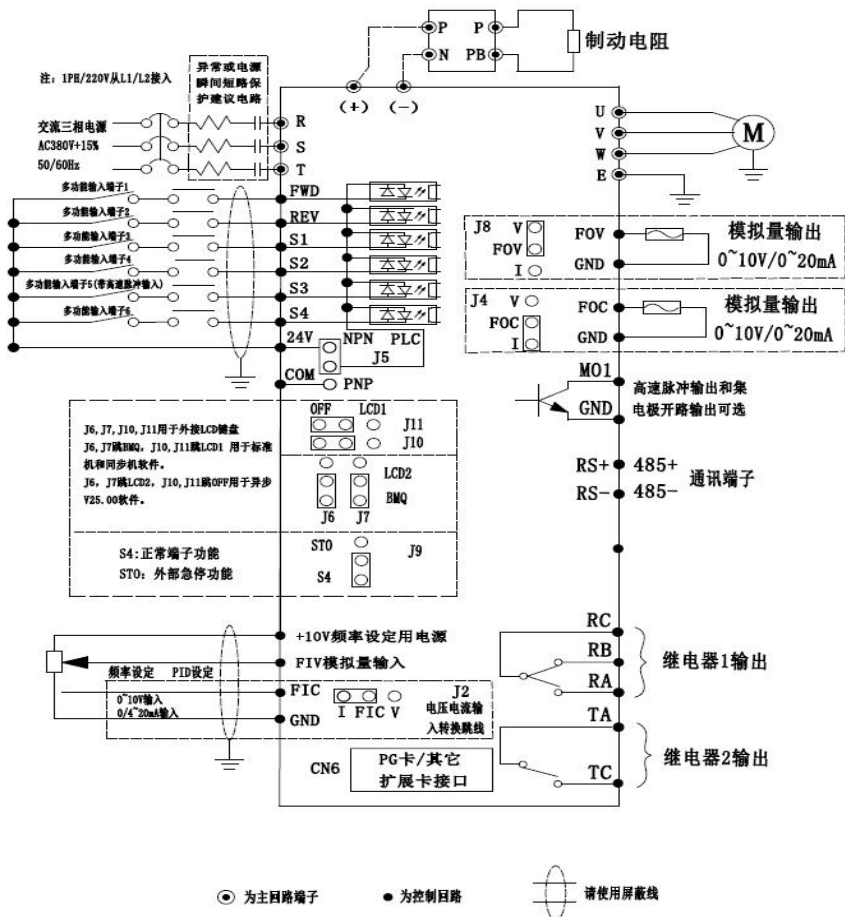 P P
N PB
制动电阻
(+) (-)
注: 1PH/220V从L1/L2接入
异常或电源
瞬间短路保
护建议电路
交流三相电源
AC380V+15%
50/60Hz
R
S
T
U
V
W
E
M
多功能输入端子1
FWD
多功能输入端子2
REV
多功能输入端子3
S1
多功能输入端子4
S2
多功能输入端子5(带高速脉冲输入)
S3
多功能输入端子6
S4
24V
NPN PLC
J5
COM
PNP
J8
V
FOV
I
FOV
GND
模拟量输出
0~10V/0~20mA
J4
V
FOC
I
FOC
GND
模拟量输出
0~10V/0~20mA
MO1
GND
高速脉冲输出和集
电极开路输出可选
RS+ 485+
RS- 485-
通讯端子
J6,J7,J10,J11用于外接LCD键盘
J6,J7跳BMQ, J10,J11跳LCD1 用于标准
机和同步机软件。
J6, J7跳LCD2, J10,J11跳OFF用于异步
V25.00软件。
OFF LCD1
J11
J10
LCD2
BMQ
J6 J7
S4:正常端子功能
STO: 外部急停功能
STO
S4
J9
+10V频率设定用电源
FIV模拟量输入
频率设定 PID设定
FIC
0~10V输入
0/4~20mA输入
GND
I FIC V
J2
电压电流输
入转换跳线
CN6
PG卡/其它
扩展卡接口
RC
RB
RA
继电器1输出
TA
TC
继电器2输出
为主回路端子
为控制回路
请使用屏蔽线